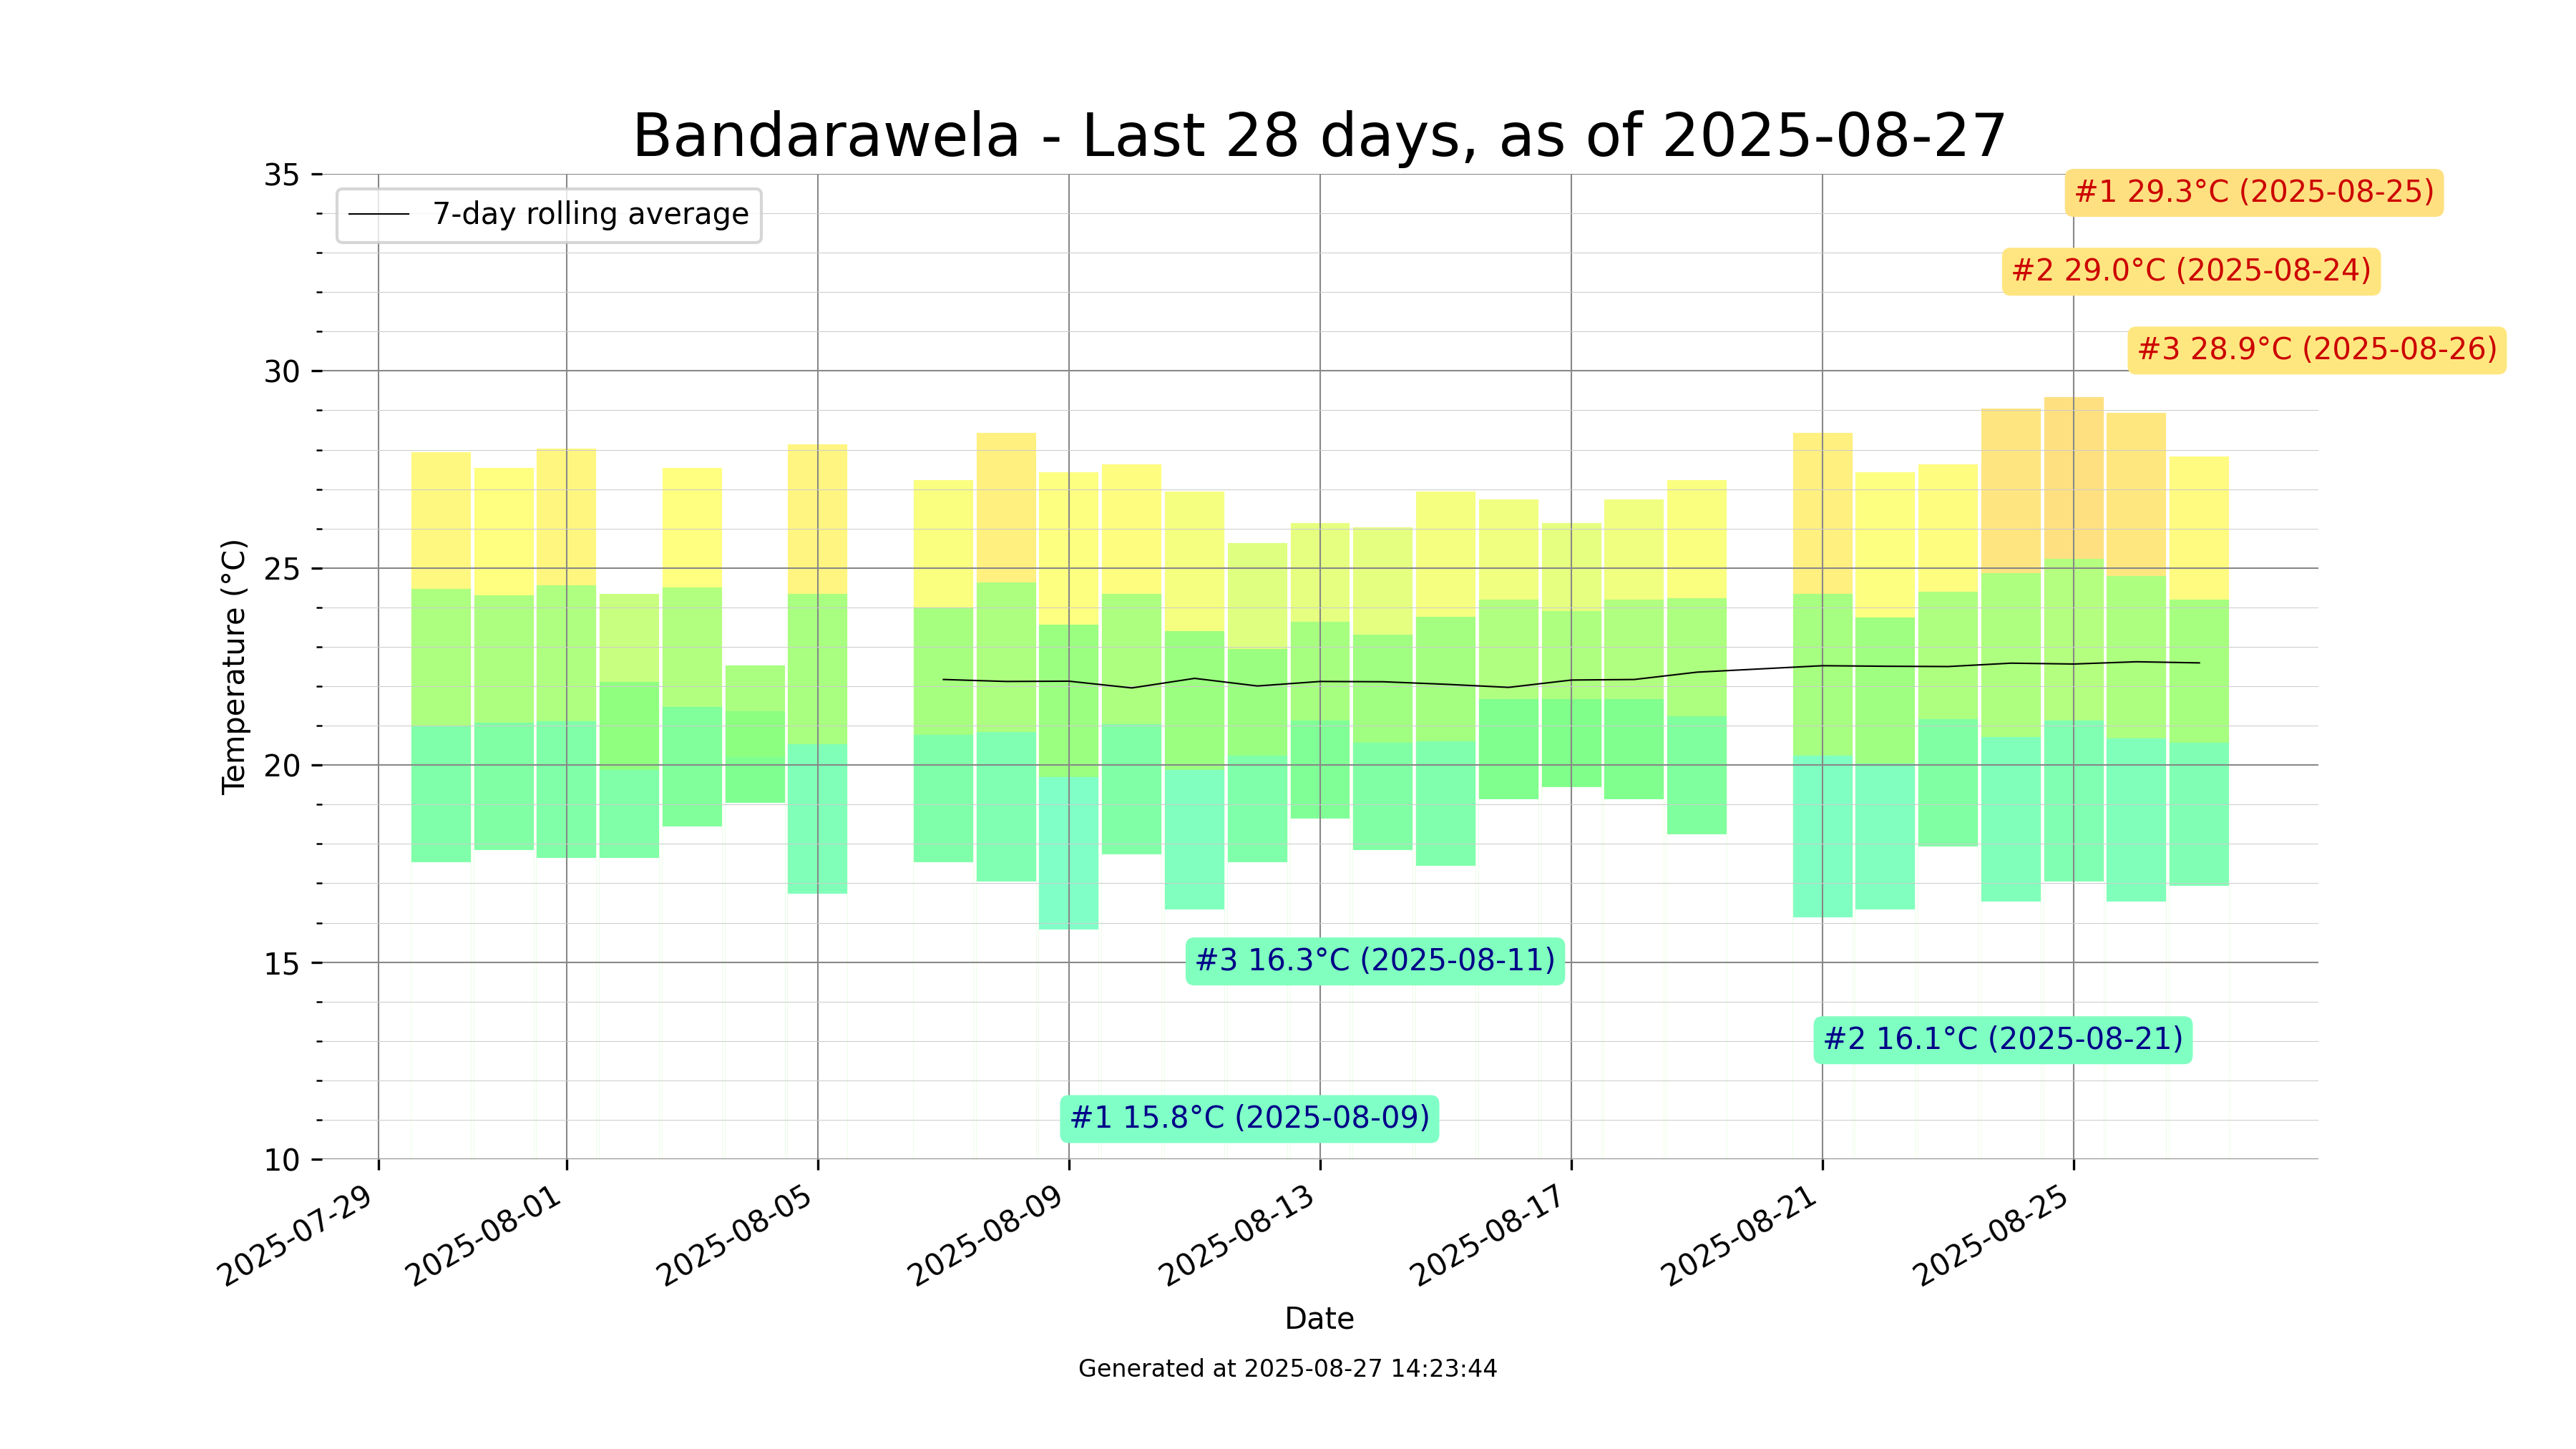 Bandarawela - Last 28 days, as of 2025-08-27
7-day rolling average
#1 29.3°C (2025-08-25)
#2 29.0°C (2025-08-24)
#3 28.9°C (2025-08-26)
35
30
25
20
15
10
Temperature (°C)
#3 16.3°C (2025-08-11)
#2 16.1°C (2025-08-21)
#1 15.8°C (2025-08-09)
2025-07-29
2025-08-01
2025-08-05
2025-08-09
2025-08-13
2025-08-17
2025-08-21
2025-08-25
Date
Generated at 2025-08-27 14:23:44